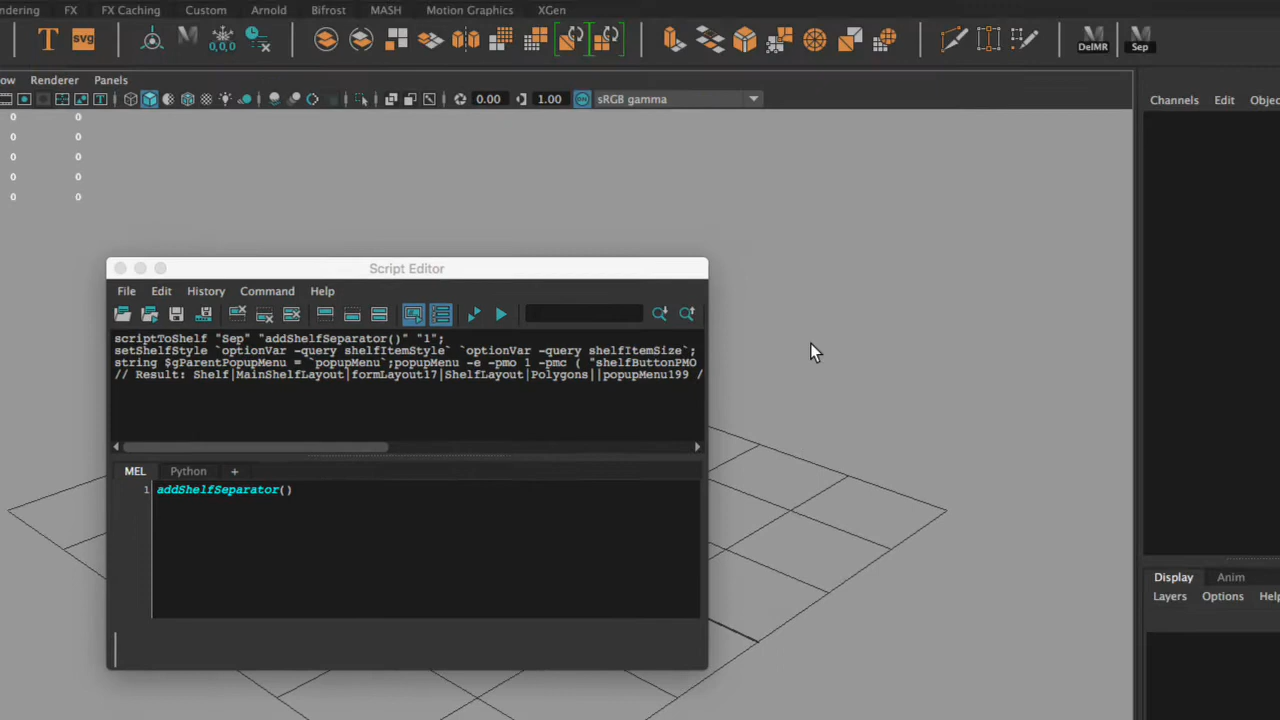 ndering FX FX Caching Custom Arnold Bifrost MASH Motion Graphics XGen
T svg 0,0,0 DelMR Sep
ow Renderer Panels
T 0.00 1.00 ON sRGB gamma
Channels Edit Objec
0 0
0 0
0 0
0 0
0 0
Script Editor
File Edit History Command Help
scriptToShelf "Sep" "addShelfSeparator()" "1";
setShelfStyle `optionVar -query shelfItemStyle` `optionVar -query shelfItemSize`;
string $gParentPopupMenu = `popupMenu`;popupMenu -e -pmo 1 -pmc ( "shelfButtonPMO
// Result: Shelf|MainShelfLayout|formLayout17|ShelfLayout|Polygons||popupMenu199 /
MEL Python +
1 addShelfSeparator()
Display Anim
Layers Options Help